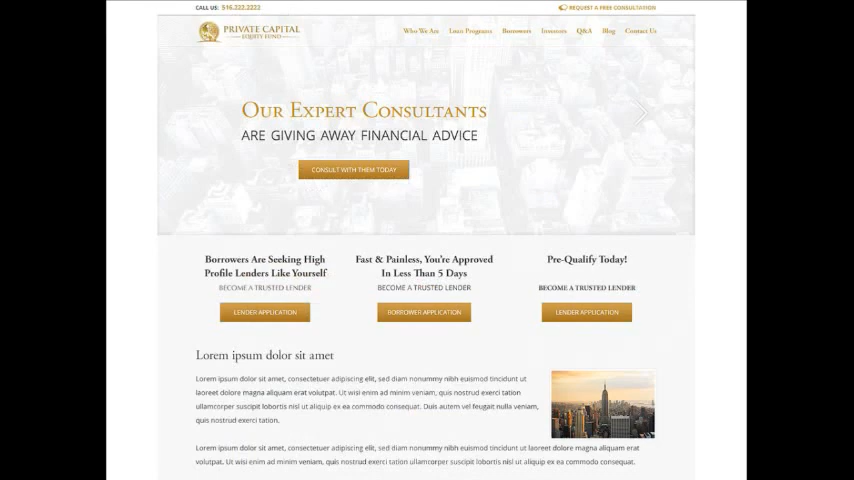 CALL US: 516.222.2222
REQUEST A FREE CONSULTATION
PRIVATE CAPITAL
EQUITY FUND
Who We Are Loan Programs Borrowers Investors Q&A Blog Contact Us
Our Expert Consultants
ARE GIVING AWAY FINANCIAL ADVICE
CONSULT WITH THEM TODAY
Borrowers Are Seeking High
Profile Lenders Like Yourself
BECOME A TRUSTED LENDER
LENDER APPLICATION
Fast & Painless, You're Approved
In Less Than 5 Days
BECOME A TRUSTED LENDER
BORROWER APPLICATION
Pre-Qualify Today!
BECOME A TRUSTED LENDER
LENDER APPLICATION
Lorem ipsum dolor sit amet
Lorem ipsum dolor sit amet, consectetuer adipiscing elit, sed diam nonummy nibh euismod tincidunt ut
laoreet dolore magna aliquam erat volutpat. Ut wisi enim ad minim veniam, quis nostrud exerci tation
ullamcorper suscipit lobortis nisl ut aliquip ex ea commodo consequat. Duis autem vel feugait nulla veniam,
quis nostrud exerci tation.
Lorem ipsum dolor sit amet, consectetuer adipiscing elit, sed diam nonummy nibh euismod tincidunt ut laoreet dolore magna aliquam erat
volutpat. Ut wisi enim ad minim veniam, quis nostrud exerci tation ullamcorper suscipit lobortis nisl ut aliquip ex ea commodo consequat.